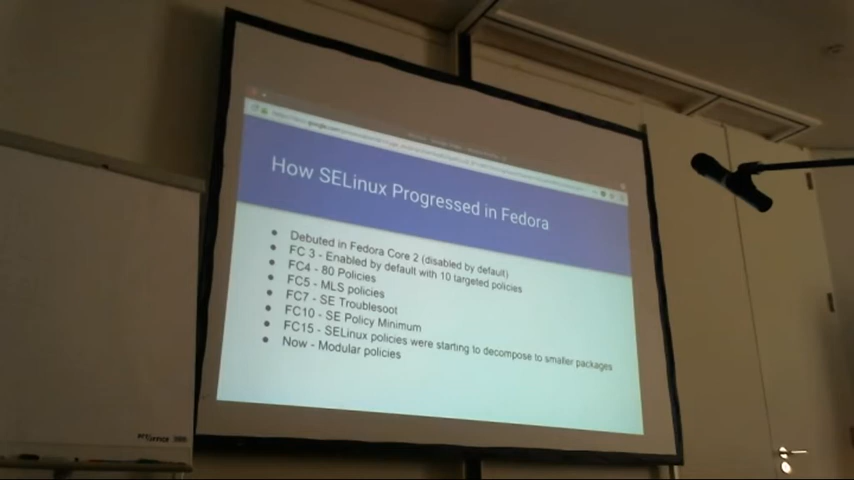 How SELinux Progressed in Fedora
● Debuted in Fedora Core 2 (disabled by default)
● FC 3 - Enabled by default with 10 targeted policies
● FC4 - 80 Policies
● FC5 - MLS policies
● FC7 - SE Troublesoot
● FC10 - SE Policy Minimum
● FC15 - SELinux policies were starting to decompose to smaller packages
● Now - Modular policies